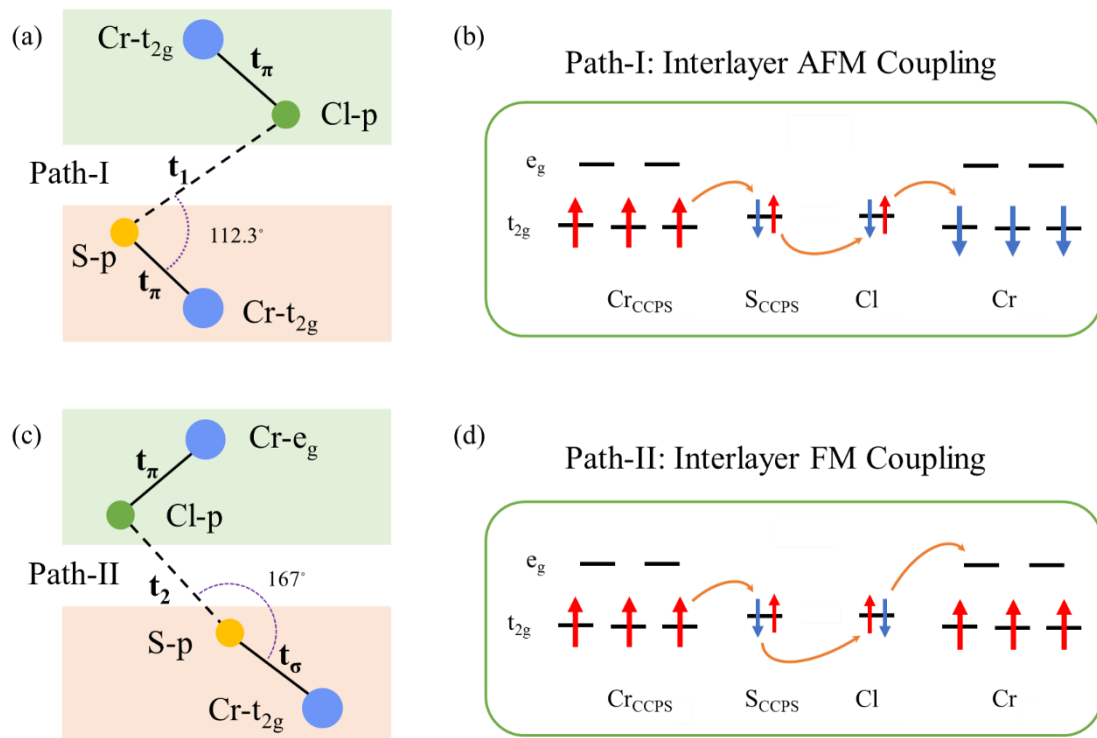 (a)
Cr-t₂g
tπ
Cl-p
Path-I
t₁
112.3°
S-p
tπ
Cr-t₂g
(b)
Path-I: Interlayer AFM Coupling
eg
t₂g
CrCCPS SCCPS Cl Cr
(c)
Cr-eg
tπ
Cl-p
Path-II
t₂
167°
S-p
tσ
Cr-t₂g
(d)
Path-II: Interlayer FM Coupling
eg
t₂g
CrCCPS SCCPS Cl Cr